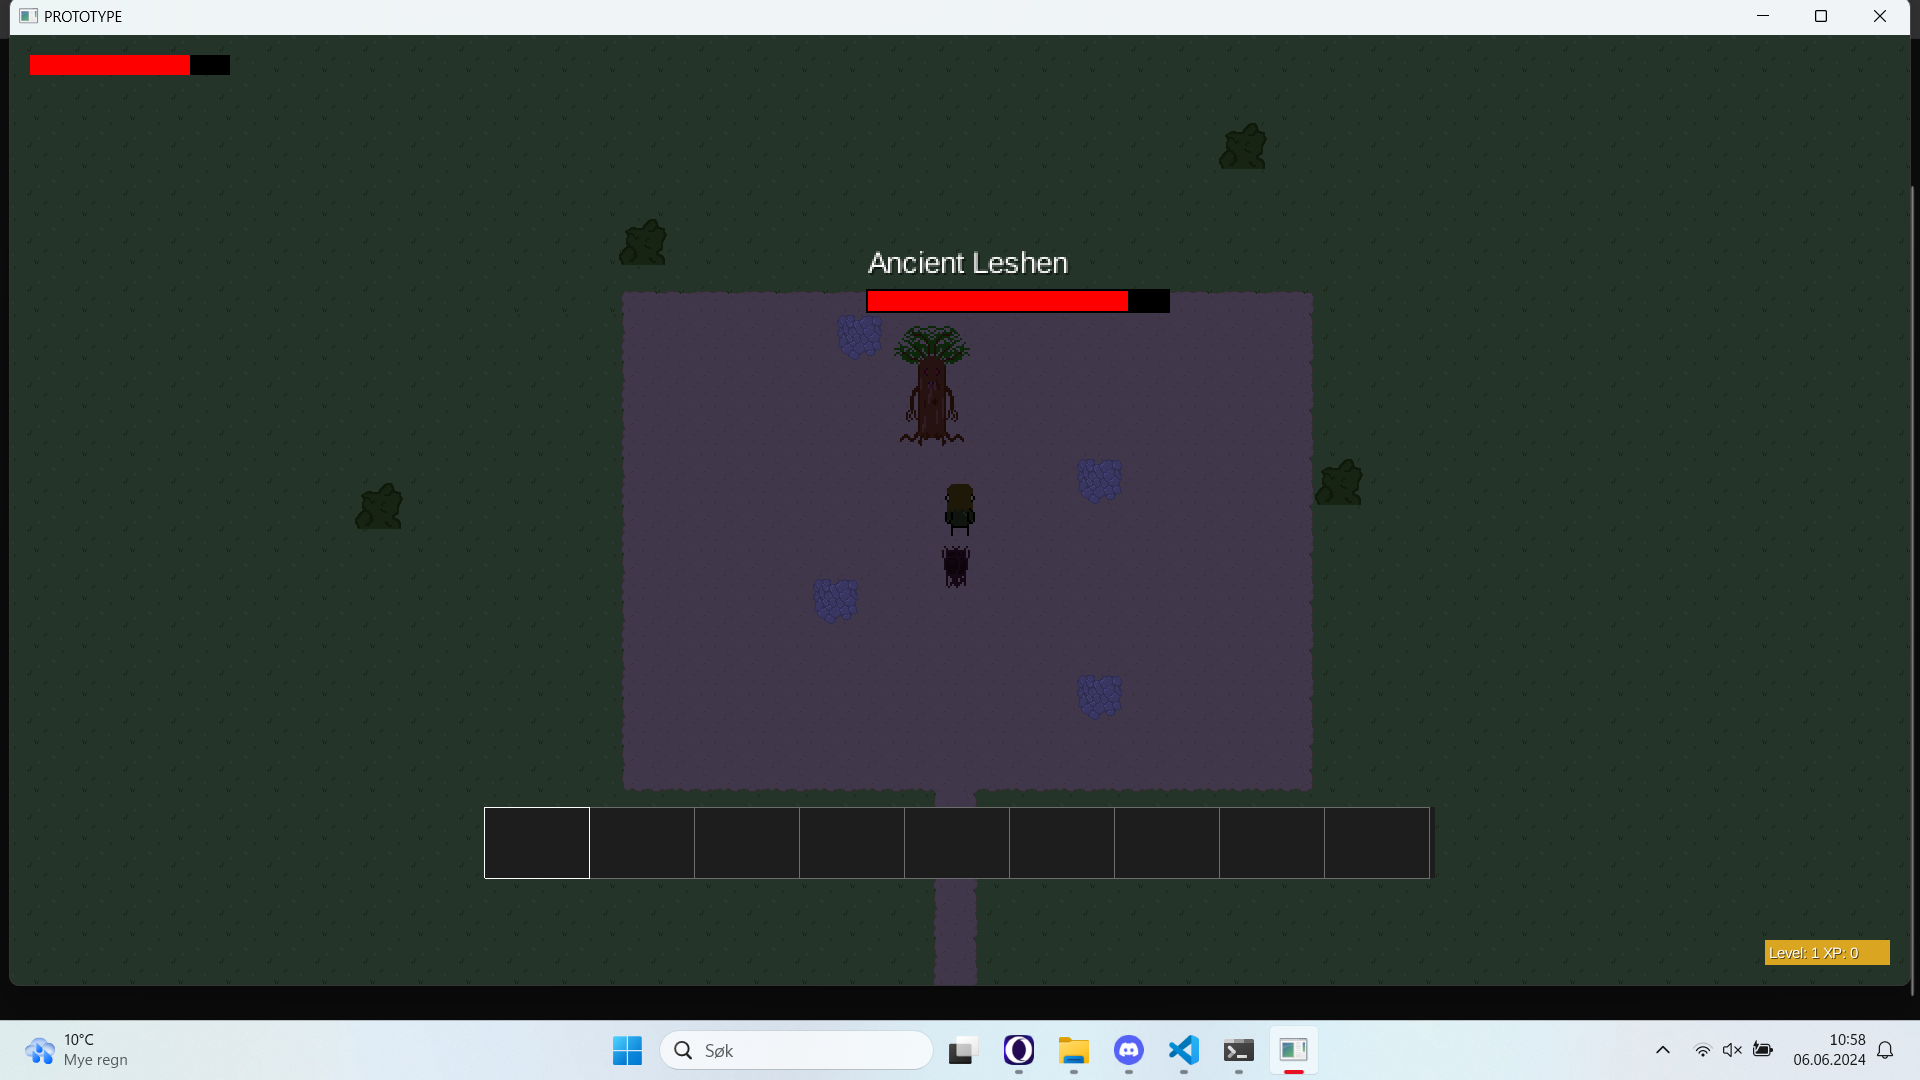 PROTOTYPE
Ancient Leshen
Level: 1 XP: 0
10°C
Mye regn
Søk
10:58
06.06.2024